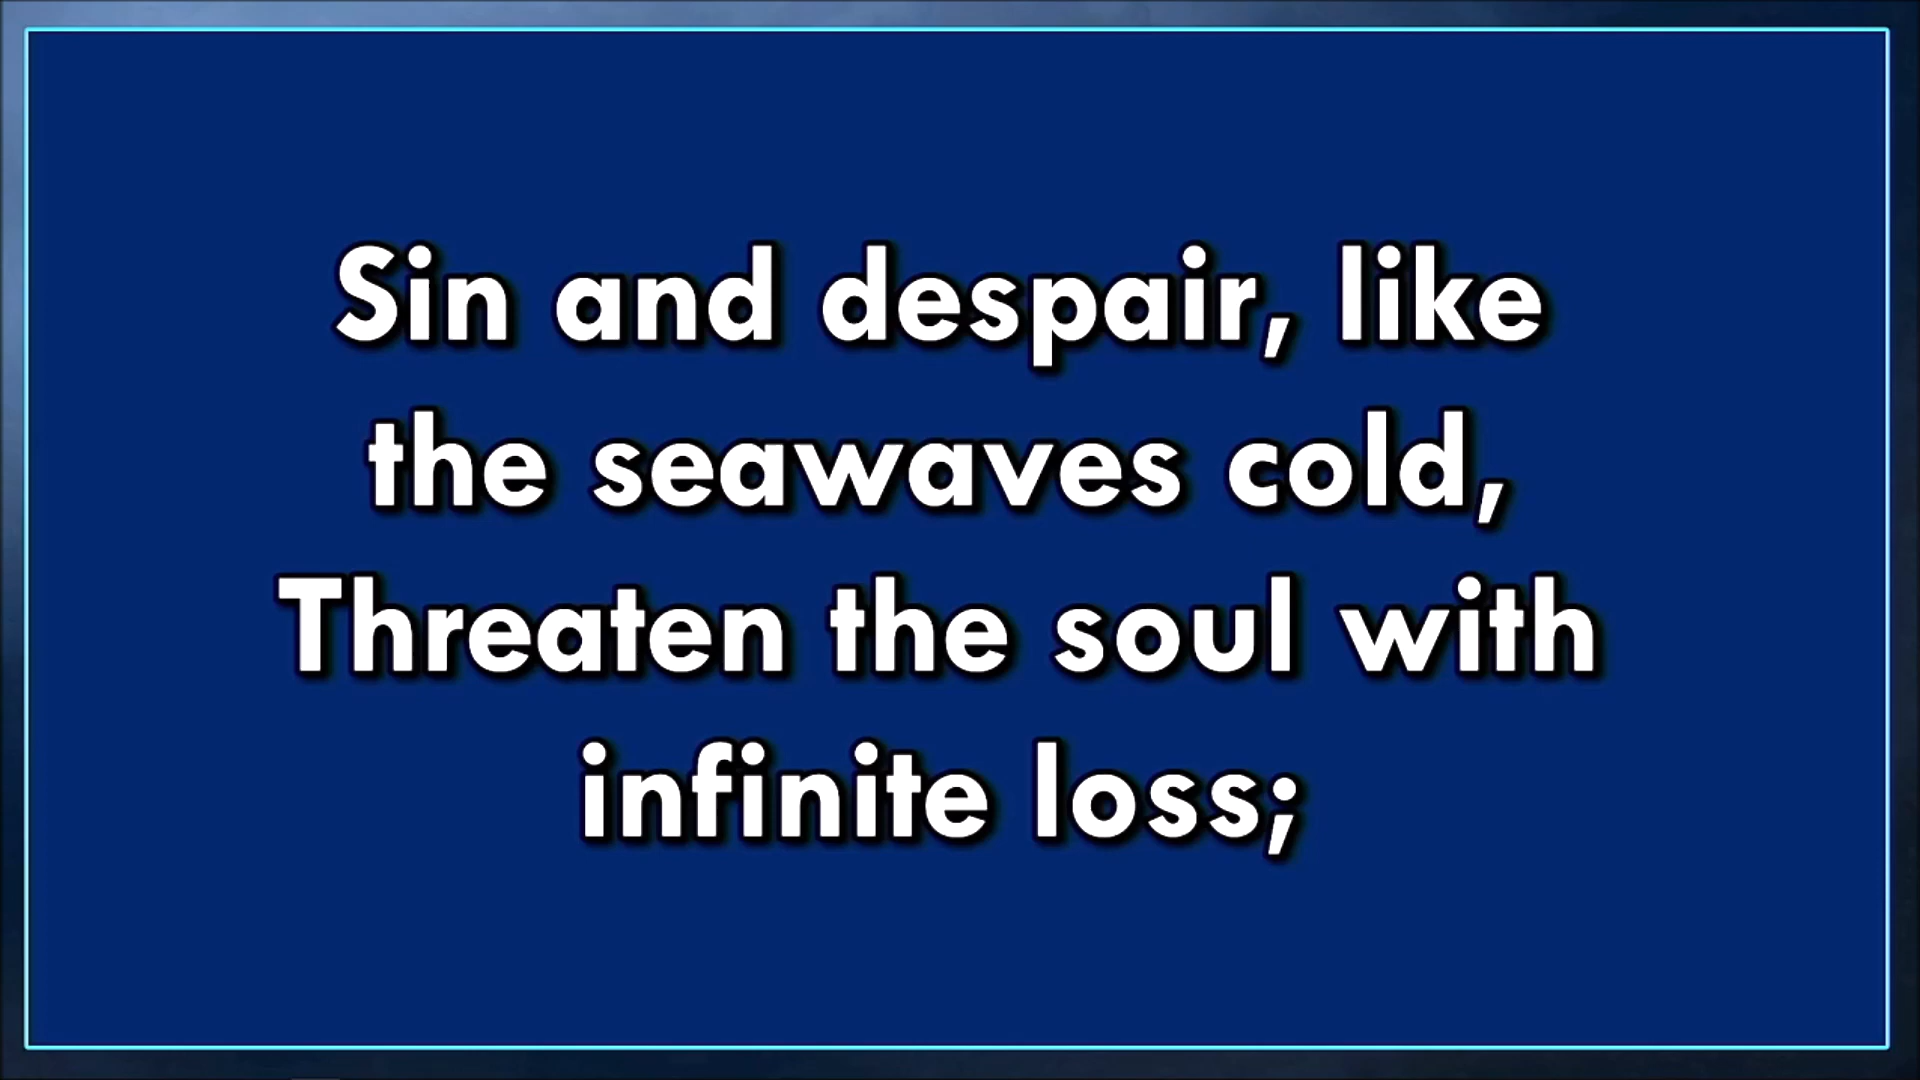 Sin and despair, like
the seawaves cold,
Threaten the soul with
infinite loss;